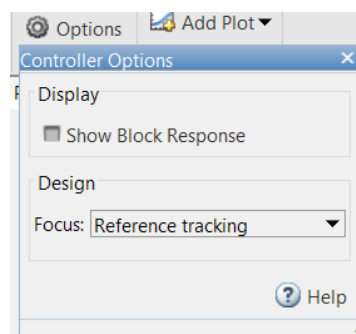 Options
Add Plot
Controller Options
Display
Show Block Response
Design
Focus: Reference tracking
Help